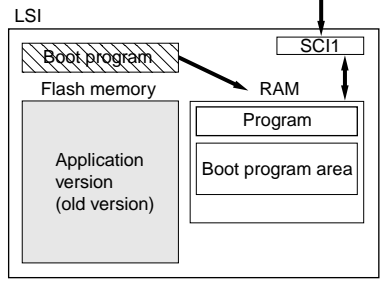 LSI
SCI1
Boot program
Flash memory
RAM
Program
Application
version
(old version)
Boot program area